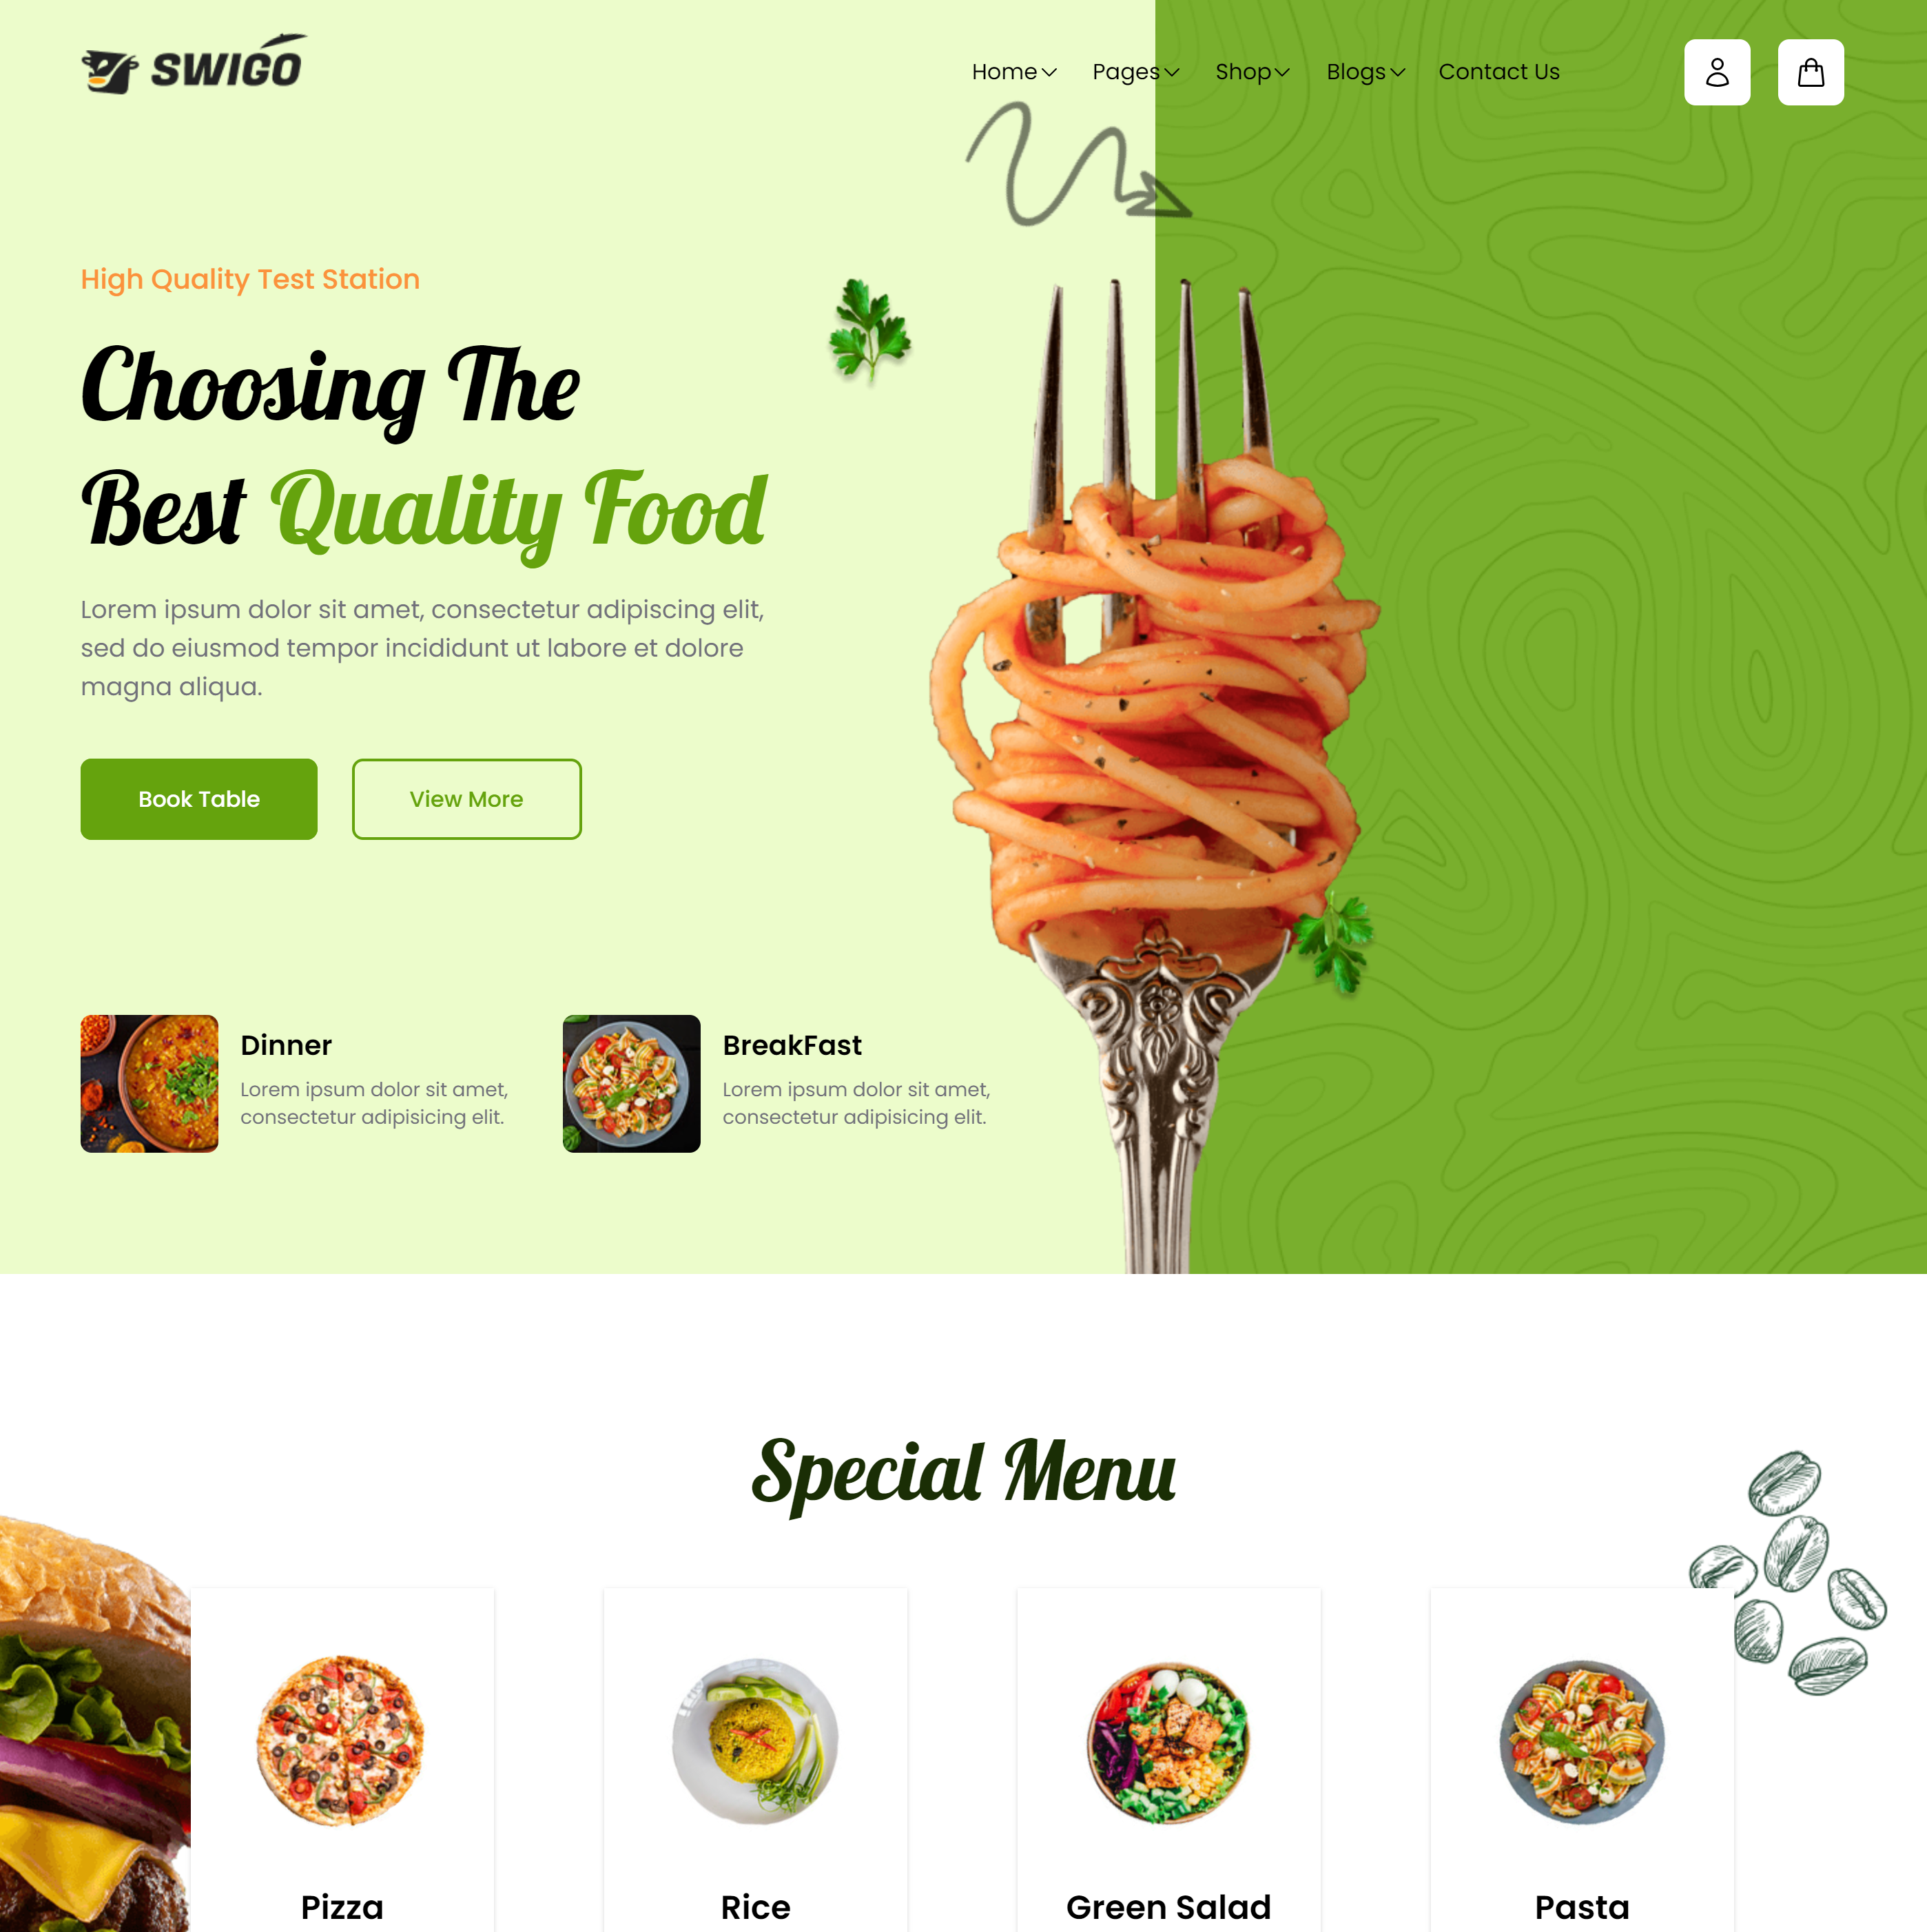 SWIGO
Home Pages Shop Blogs Contact Us
High Quality Test Station
Choosing The
Best Quality Food
Lorem ipsum dolor sit amet, consectetur adipiscing elit,
sed do eiusmod tempor incididunt ut labore et dolore
magna aliqua.
Book Table View More
Dinner
Lorem ipsum dolor sit amet,
consectetur adipisicing elit.
BreakFast
Lorem ipsum dolor sit amet,
consectetur adipisicing elit.
Special Menu
Pizza Rice Green Salad Pasta